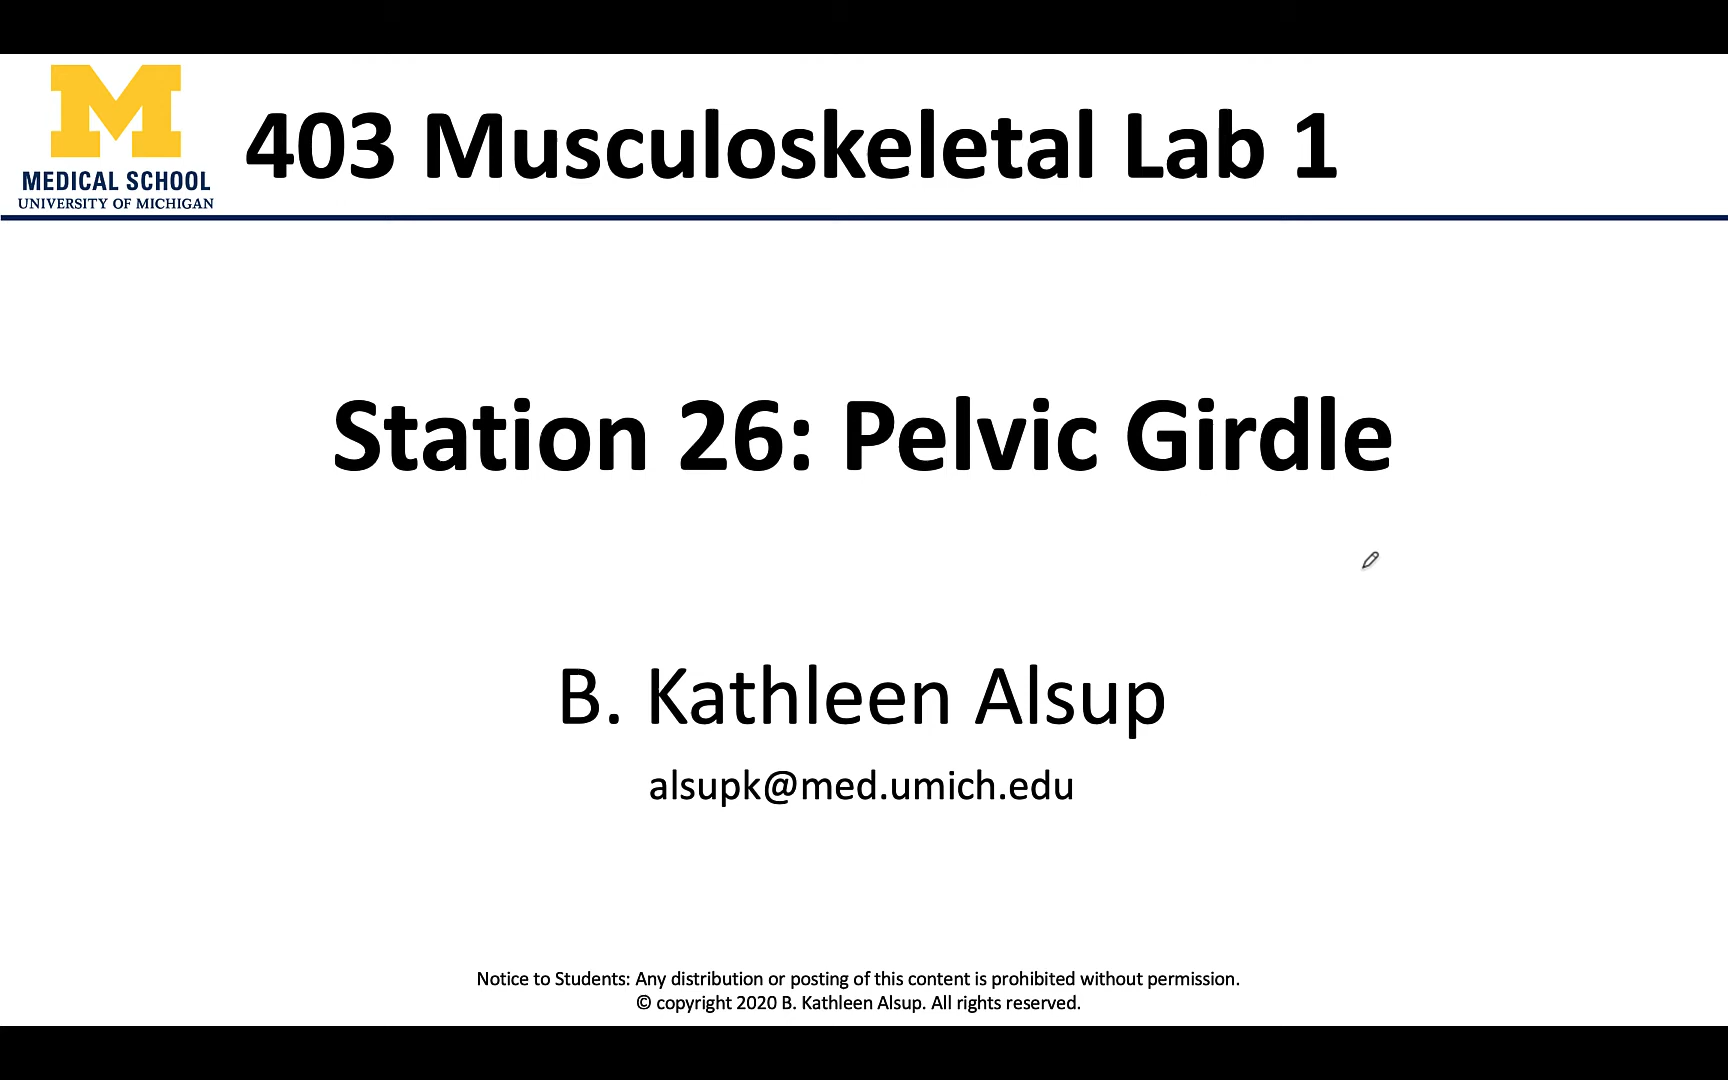 M
MEDICAL SCHOOL
UNIVERSITY OF MICHIGAN
403 Musculoskeletal Lab 1
Station 26: Pelvic Girdle
B. Kathleen Alsup
alsupk@med.umich.edu
Notice to Students: Any distribution or posting of this content is prohibited without permission.
© copyright 2020 B. Kathleen Alsup. All rights reserved.